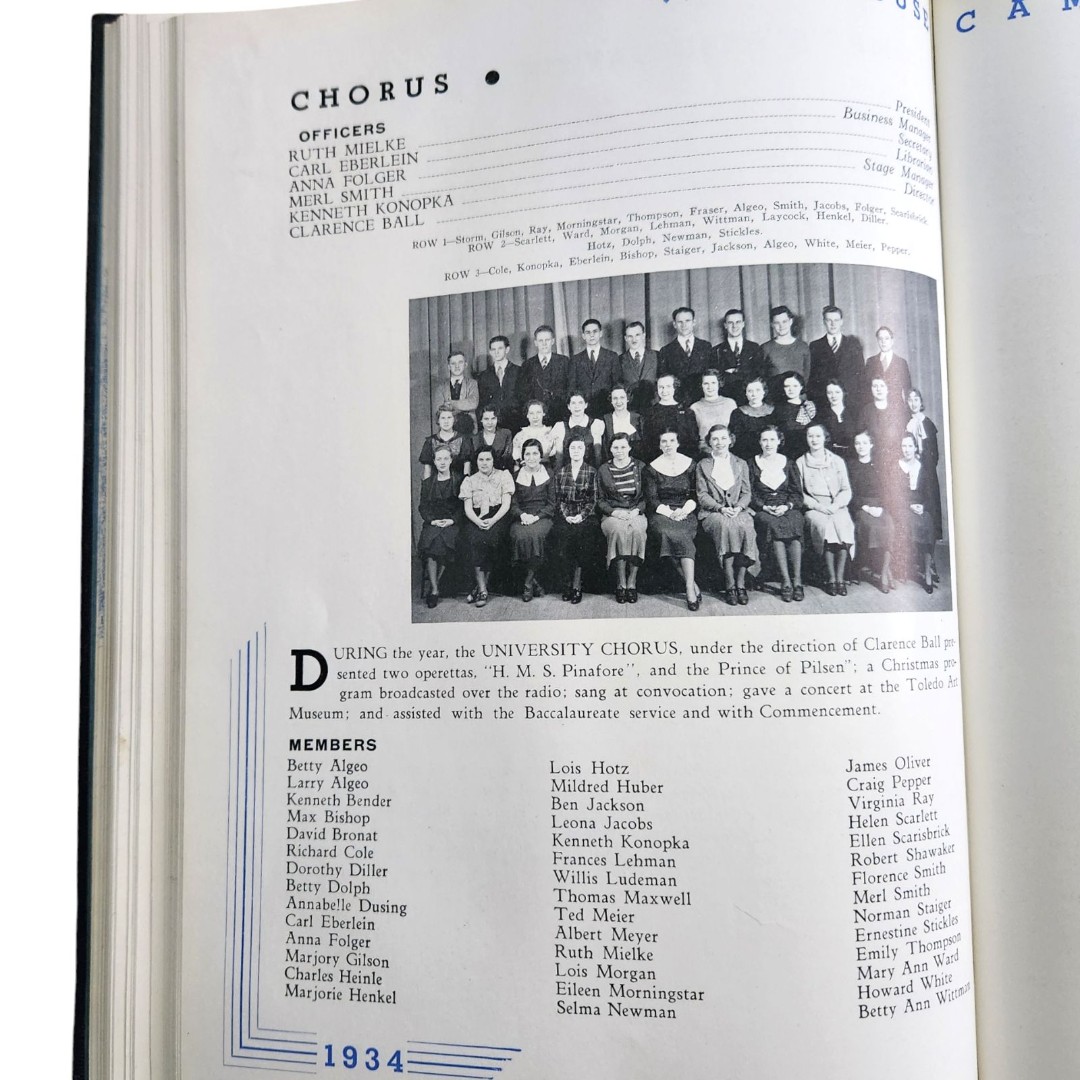 USE
CAM
CHORUS •
OFFICERS
RUTH MIELKE President
CARL EBERLEIN Business Manager
ANNA FOLGER Secretary
MERL SMITH Librarian
KENNETH KONOPKA Stage Manager
CLARENCE BALL Director
ROW 1—Storm, Gilson, Ray, Morningstar, Thompson, Fraser, Algeo, Smith, Jacobs, Folger, Scarisbrick.
ROW 2—Scarlett, Ward, Morgan, Lehman, Wittman, Laycock, Henkel, Diller,
Hotz, Dolph, Newman, Stickles.
ROW 3—Cole, Konopka, Eberlein, Bishop, Staiger, Jackson, Algeo, White, Meier, Pepper.
DURING the year, the UNIVERSITY CHORUS, under the direction of Clarence Ball pre-
sented two operettas, "H. M. S. Pinafore", and the Prince of Pilsen"; a Christmas pro-
gram broadcasted over the radio; sang at convocation; gave a concert at the Toledo Art
Museum; and assisted with the Baccalaureate service and with Commencement.
MEMBERS
Betty Algeo
Larry Algeo
Kenneth Bender
Max Bishop
David Bronat
Richard Cole
Dorothy Diller
Betty Dolph
Annabelle Dusing
Carl Eberlein
Anna Folger
Marjory Gilson
Charles Heinle
Marjorie Henkel
Lois Hotz
Mildred Huber
Ben Jackson
Leona Jacobs
Kenneth Konopka
Frances Lehman
Willis Ludeman
Thomas Maxwell
Ted Meier
Albert Meyer
Ruth Mielke
Lois Morgan
Eileen Morningstar
Selma Newman
James Oliver
Craig Pepper
Virginia Ray
Helen Scarlett
Ellen Scarisbrick
Robert Shawaker
Florence Smith
Merl Smith
Norman Staiger
Ernestine Stickles
Emily Thompson
Mary Ann Ward
Howard White
Betty Ann Wittman
1934